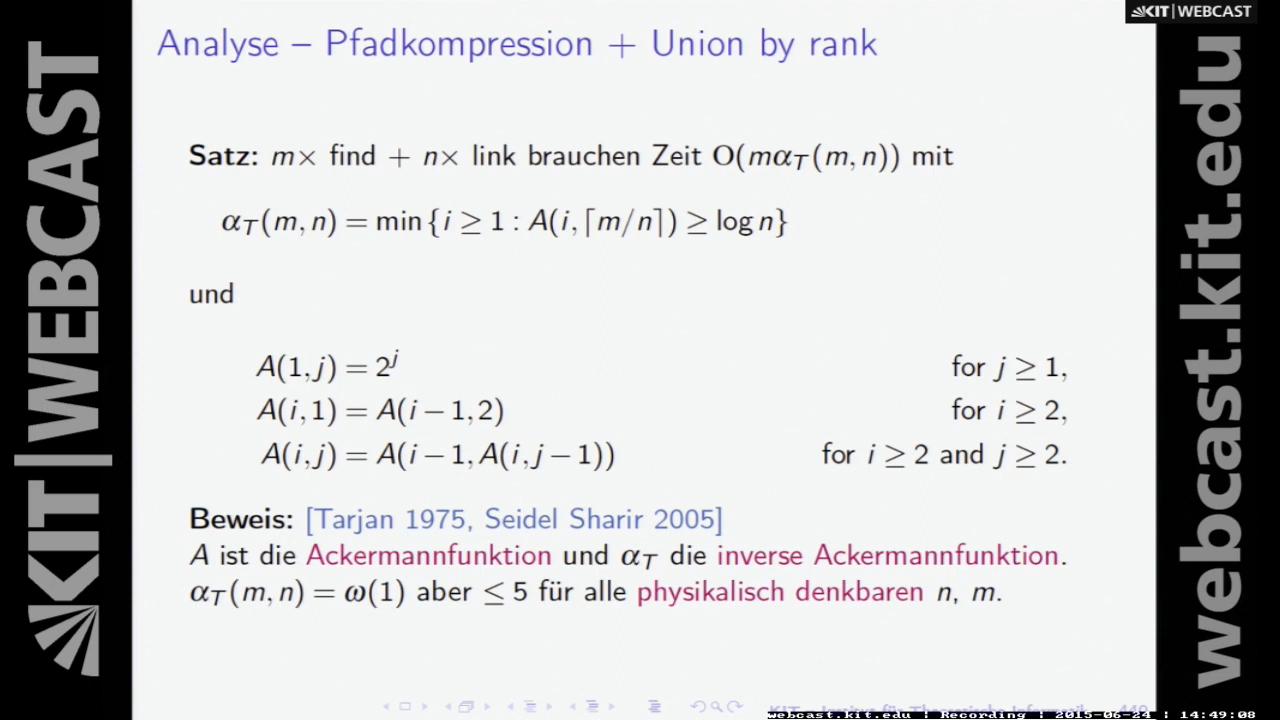 KIT|WEBCAST
Analyse – Pfadkompression + Union by rank
Satz: m× find + n× link brauchen Zeit O(mα_T(m,n)) mit
α_T(m,n) = min{i ≥ 1 : A(i,⌈m/n⌉) ≥ log n}
und
A(1,j) = 2^j for j ≥ 1,
A(i,1) = A(i−1,2) for i ≥ 2,
A(i,j) = A(i−1,A(i,j−1)) for i ≥ 2 and j ≥ 2.
Beweis: [Tarjan 1975, Seidel Sharir 2005]
A ist die Ackermannfunktion und α_T die inverse Ackermannfunktion.
α_T(m,n) = ω(1) aber ≤ 5 für alle physikalisch denkbaren n, m.
KIT|WEBCAST
webcast.kit.edu
webcast.kit.edu : Recording : 2015-06-24 : 14:49:08